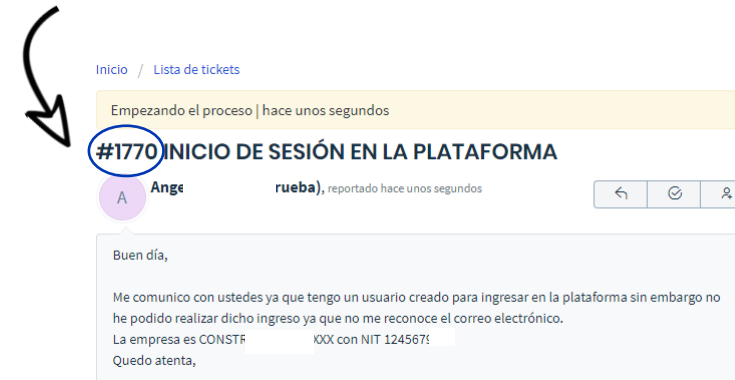 Inicio / Lista de tickets
Empezando el proceso | hace unos segundos
#1770 INICIO DE SESIÓN EN LA PLATAFORMA
A
Ange rueba), reportado hace unos segundos
Buen día,
Me comunico con ustedes ya que tengo un usuario creado para ingresar en la plataforma sin embargo no
he podido realizar dicho ingreso ya que no me reconoce el correo electrónico.
La empresa es CONSTR XXX con NIT 1245679
Quedo atenta,